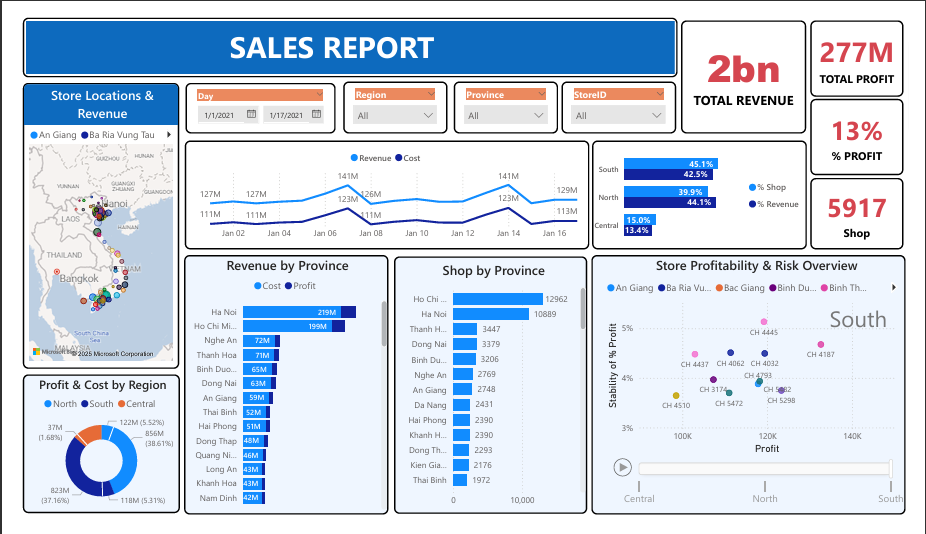 SALES REPORT
2bn
TOTAL REVENUE
277M
TOTAL PROFIT
13%
% PROFIT
5917
Shop
Store Locations &
Revenue
An Giang Ba Ria Vung Tau
GUIZHOU
HUNAN
YUNNAN
GUANGXI
ZHUANG
GUANGDONG
Hanoi
LAOS
HAINAN
THAILAND
VIETNAM
Bangkok
South China
Sea
MALAYSIA
© 2025 Microsoft Corporation
Day
1/1/2021
1/17/2021
Region
All
Province
All
StoreID
All
Revenue Cost
127M
127M
141M
126M
141M
129M
111M
111M
123M
111M
123M
113M
Jan 02
Jan 04
Jan 06
Jan 08
Jan 10
Jan 12
Jan 14
Jan 16
South
45.1%
42.5%
North
39.9%
44.1%
Central
15.0%
13.4%
% Shop
% Revenue
Profit & Cost by Region
North South Central
37M
(1.68%)
122M (5.52%)
856M
(38.61%)
823M
(37.16%)
118M (5.31%)
Revenue by Province
Cost Profit
Ha Noi 219M
Ho Chi Mi... 199M
Nghe An 72M
Thanh Hoa 71M
Binh Duo... 65M
Dong Nai 63M
An Giang 59M
Thai Binh 52M
Hai Phong 51M
Dong Thap 48M
Quang Ni... 46M
Long An 43M
Khanh Hoa 43M
Nam Dinh 42M
Shop by Province
Ho Chi ... 12962
Ha Noi 10889
Thanh H... 3447
Dong Nai 3379
Binh Du... 3206
Nghe An 2769
An Giang 2748
Da Nang 2431
Hai Phong 2390
Khanh H... 2390
Dong Th... 2293
Kien Gia... 2176
Thai Binh 1972
0 10,000
Store Profitability & Risk Overview
An Giang Ba Ria Vu... Bac Giang Binh Du... Binh Th...
South
Stability of % Profit
5%
4%
3%
CH 4445
CH 4187
CH 4437
CH 4062
CH 4032
CH 4793
CH 3174
CH 5298
CH 5472
CH 4510
100K
120K
140K
Profit
Central
North
South